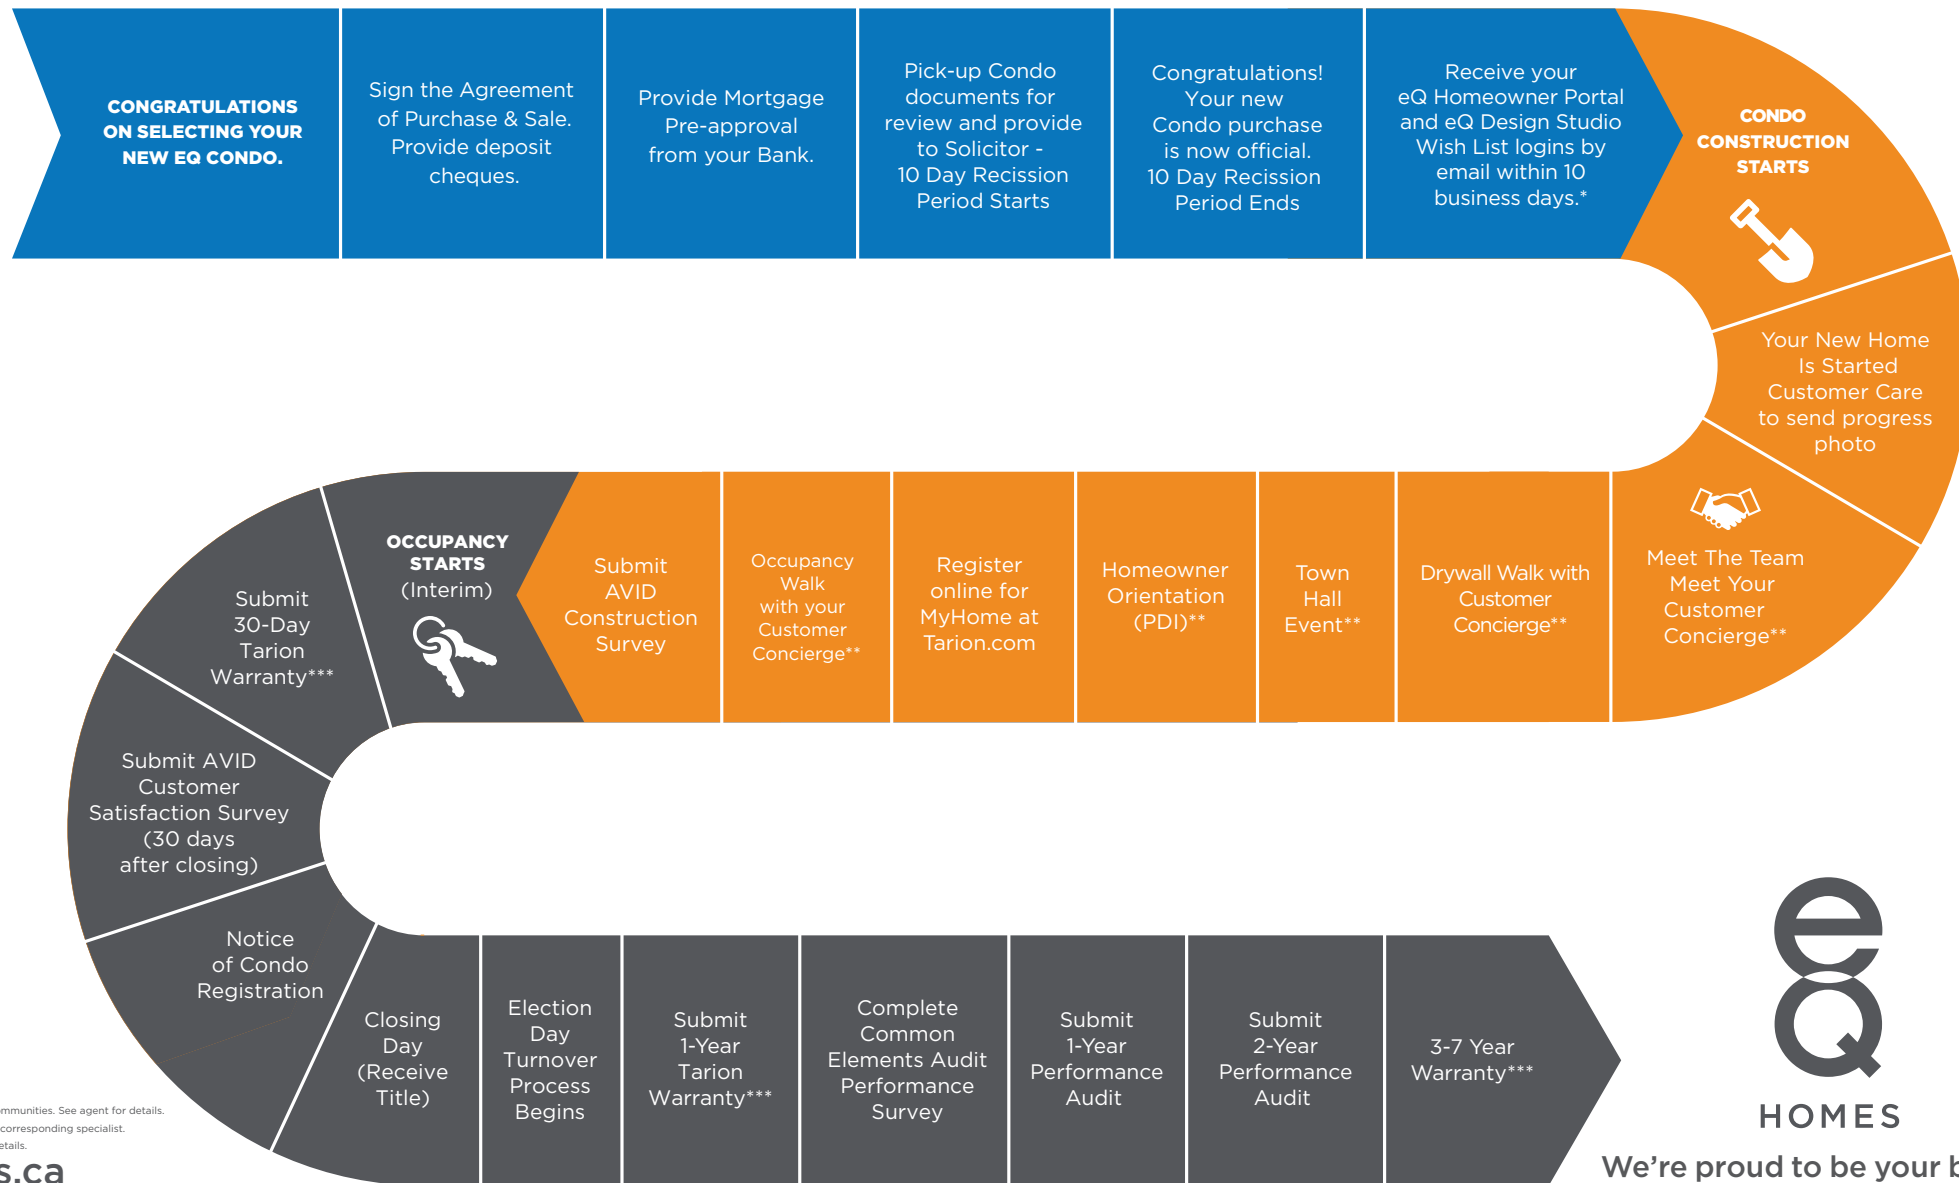 CONGRATULATIONS
ON SELECTING YOUR
NEW EQ CONDO.
Sign the Agreement
of Purchase & Sale.
Provide deposit
cheques.
Provide Mortgage
Pre-approval
from your Bank.
Pick-up Condo
documents for
review and provide
to Solicitor -
10 Day Recission
Period Starts
Congratulations!
Your new
Condo purchase
is now official.
10 Day Recission
Period Ends
Receive your
eQ Homeowner Portal
and eQ Design Studio
Wish List logins by
email within 10
business days.*
CONDO
CONSTRUCTION
STARTS
Your New Home
Is Started
Customer Care
to send progress
photo
Meet The Team
Meet Your
Customer
Concierge**
Drywall Walk with
Customer
Concierge**
Town
Hall
Event**
Homeowner
Orientation
(PDI)**
Register
online for
MyHome at
Tarion.com
Occupancy
Walk
with your
Customer
Concierge**
Submit
AVID
Construction
Survey
OCCUPANCY
STARTS
(Interim)
Submit
30-Day
Tarion
Warranty***
Submit AVID
Customer
Satisfaction Survey
(30 days
after closing)
Notice
of Condo
Registration
Closing
Day
(Receive
Title)
Election
Day
Turnover
Process
Begins
Submit
1-Year
Tarion
Warranty***
Complete
Common
Elements Audit
Performance
Survey
Submit
1-Year
Performance
Audit
Submit
2-Year
Performance
Audit
3-7 Year
Warranty***
eQ
HOMES
We're proud to be your b
mmunities. See agent for details.
corresponding specialist.
etails.
s.ca